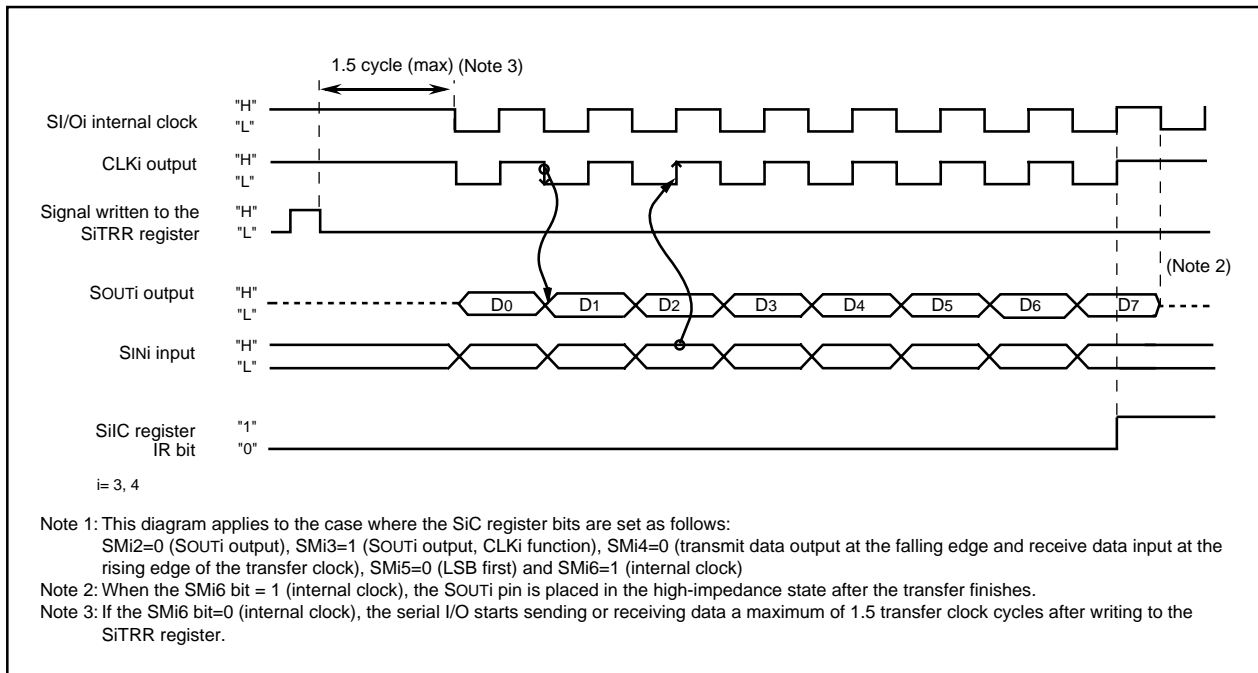 1.5 cycle (max) (Note 3)
SI/Oi internal clock "H" "L"
CLKi output "H" "L"
Signal written to the SiTRR register "H" "L"
SOUTi output "H" "L" D0 D1 D2 D3 D4 D5 D6 D7 (Note 2)
SINi input "H" "L"
SiIC register IR bit "1" "0"
i= 3, 4
Note 1: This diagram applies to the case where the SiC register bits are set as follows:
SMi2=0 (SOUTi output), SMi3=1 (SOUTi output, CLKi function), SMi4=0 (transmit data output at the falling edge and receive data input at the
rising edge of the transfer clock), SMi5=0 (LSB first) and SMi6=1 (internal clock)
Note 2: When the SMi6 bit = 1 (internal clock), the SOUTi pin is placed in the high-impedance state after the transfer finishes.
Note 3: If the SMi6 bit=0 (internal clock), the serial I/O starts sending or receiving data a maximum of 1.5 transfer clock cycles after writing to the
SiTRR register.